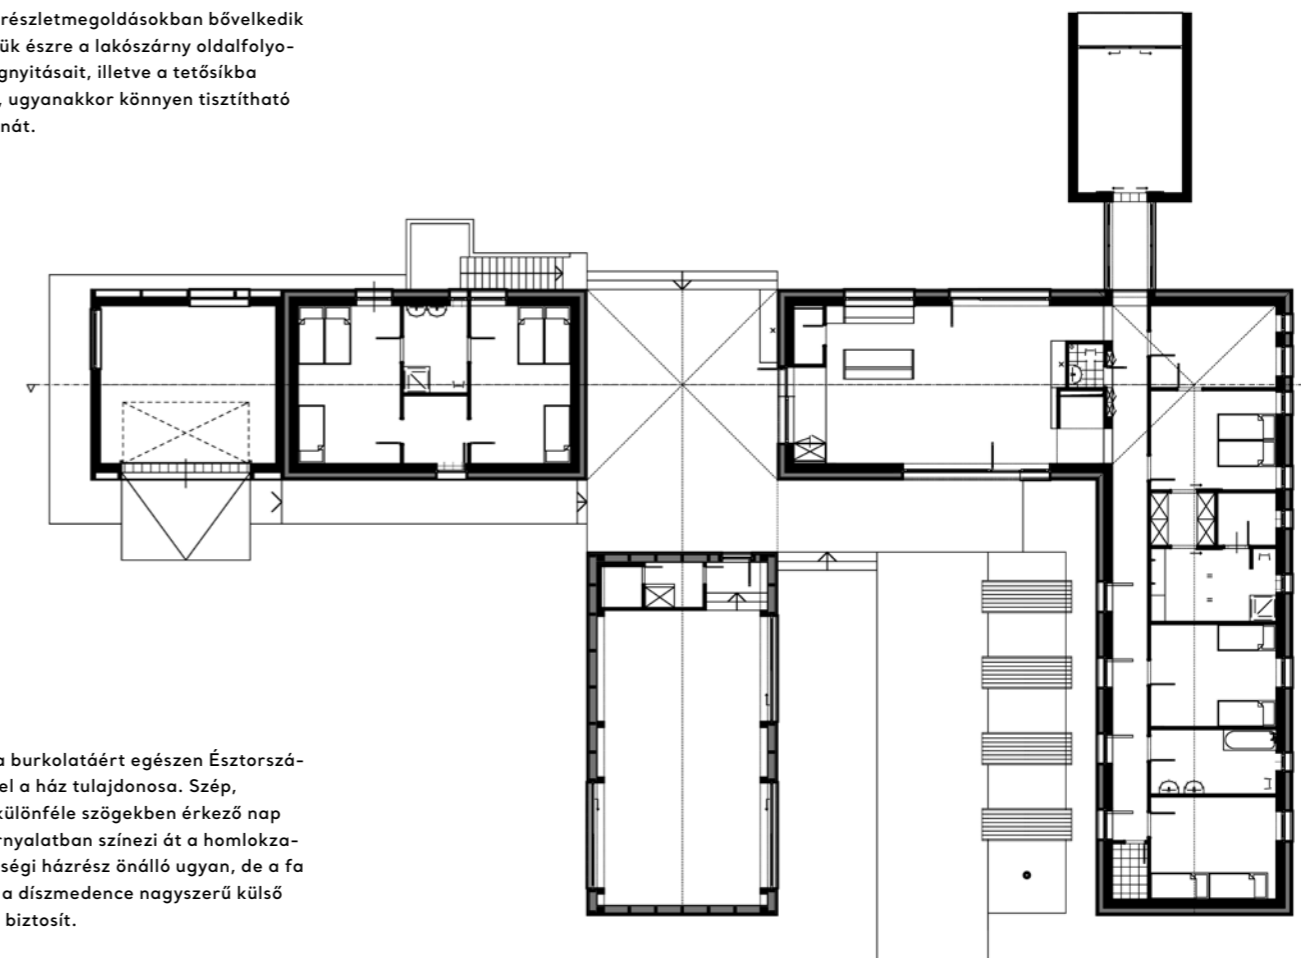 részletmegoldásokban bővelkedik
ük észre a lakószárny oldalfolyo-
gnyitásait, illetve a tetősíkba
, ugyanakkor könnyen tisztítható
nát.
a burkolatáért egészen Észtorszá-
el a ház tulajdonosa. Szép,
különféle szögekben érkező nap
rnyalatban színezi át a homlokza-
ségi házrész önálló ugyan, de a fa
a díszmedence nagyszerű külső
biztosít.